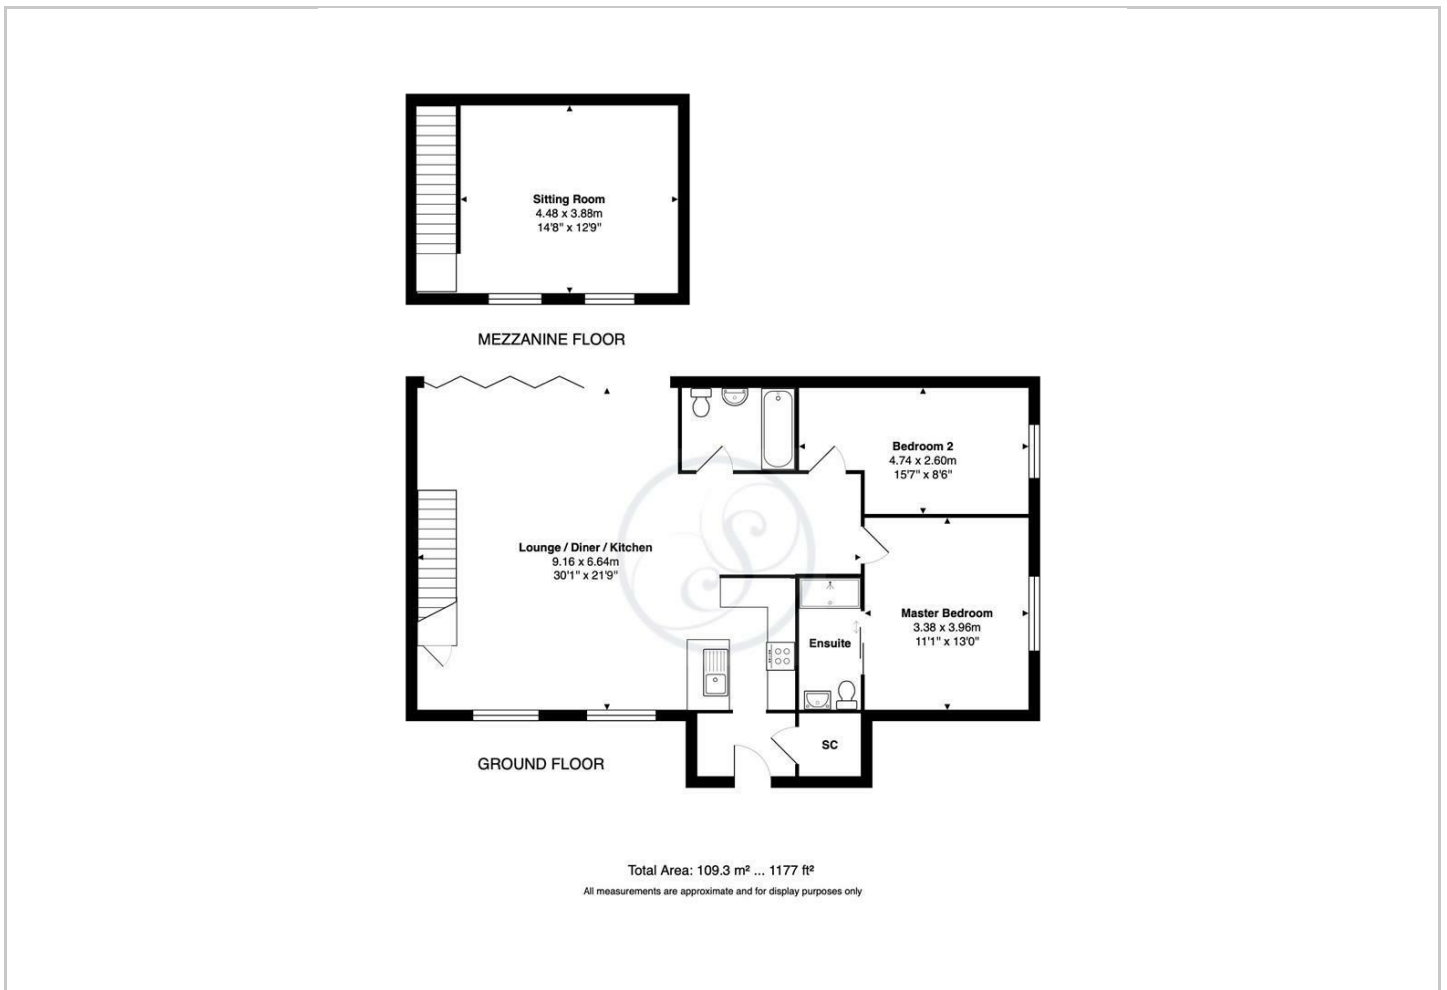 Sitting Room
4.48 x 3.88m
14'8" x 12'9"
MEZZANINE FLOOR
Bedroom 2
4.74 x 2.60m
15'7" x 8'6"
Lounge / Diner / Kitchen
9.16 x 6.64m
30'1" x 21'9"
Master Bedroom
3.38 x 3.96m
11'1" x 13'0"
Ensuite
SC
GROUND FLOOR
Total Area: 109.3 m² ... 1177 ft²
All measurements are approximate and for display purposes only